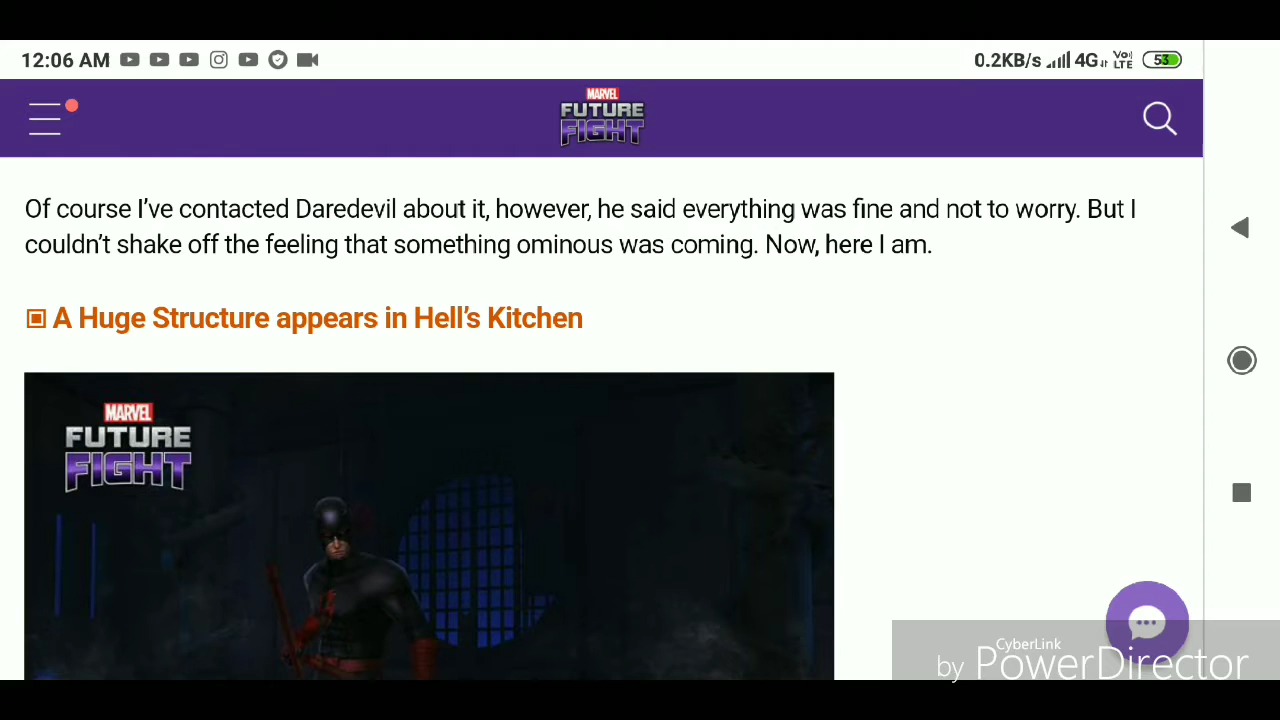 12:06 AM
0.2KB/s 4G Vo) LTE 53
MARVEL
FUTURE
FIGHT
Of course I’ve contacted Daredevil about it, however, he said everything was fine and not to worry. But I
couldn’t shake off the feeling that something ominous was coming. Now, here I am.
A Huge Structure appears in Hell’s Kitchen
MARVEL
FUTURE
FIGHT
CyberLink
by PowerDirector